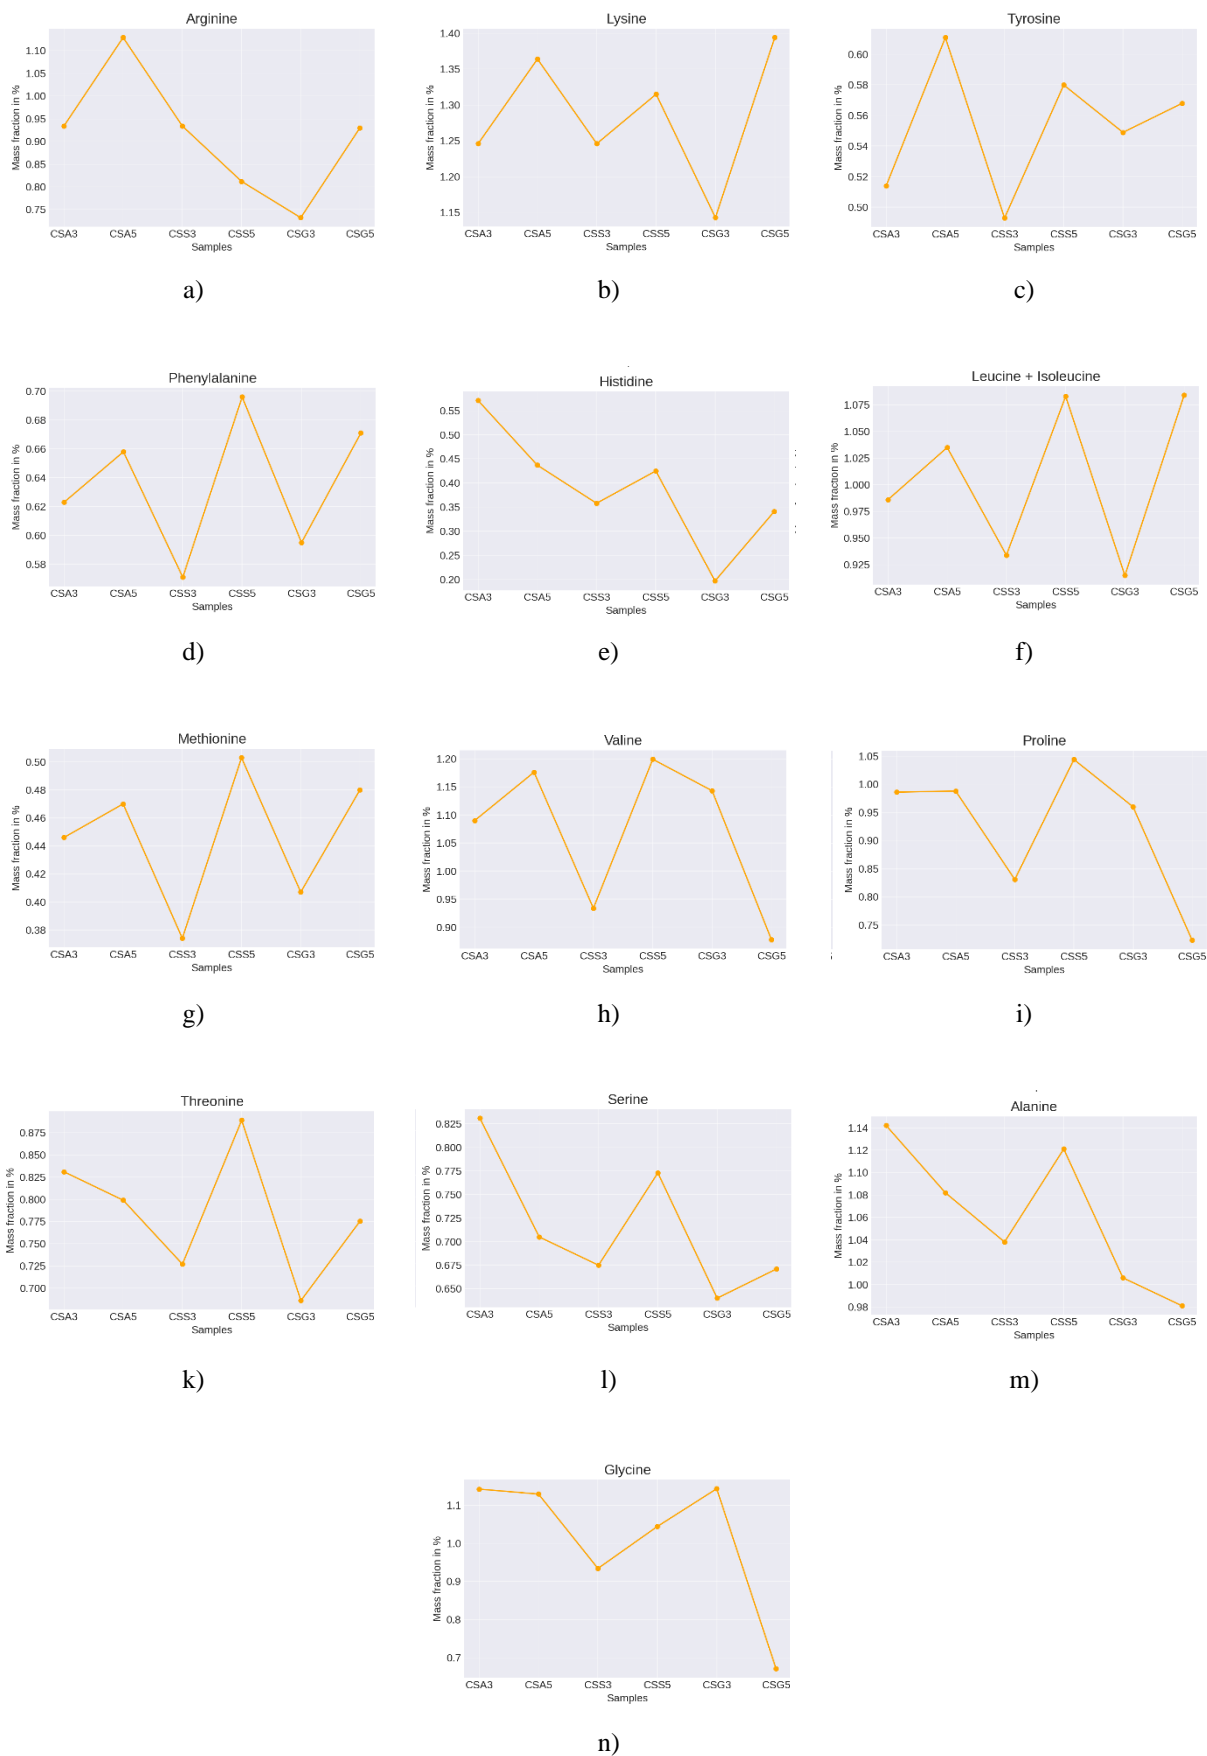 Arginine
Mass fraction in %
1.10
1.05
1.00
0.95
0.90
0.85
0.80
0.75
CSA3 CSA5 CSS3 CSS5 CSG3 CSG5
Samples
a)
Lysine
Mass fraction in %
1.40
1.35
1.30
1.25
1.20
1.15
CSA3 CSA5 CSS3 CSS5 CSG3 CSG5
Samples
b)
Tyrosine
Mass fraction in %
0.60
0.58
0.56
0.54
0.52
0.50
CSA3 CSA5 CSS3 CSS5 CSG3 CSG5
Samples
c)
Phenylalanine
Mass fraction in %
0.70
0.68
0.66
0.64
0.62
0.60
0.58
CSA3 CSA5 CSS3 CSS5 CSG3 CSG5
Samples
d)
Histidine
Mass fraction in %
0.55
0.50
0.45
0.40
0.35
0.30
0.25
0.20
CSA3 CSA5 CSS3 CSS5 CSG3 CSG5
Samples
e)
Leucine + Isoleucine
Mass fraction in %
1.075
1.050
1.025
1.000
0.975
0.950
0.925
CSA3 CSA5 CSS3 CSS5 CSG3 CSG5
Samples
f)
Methionine
Mass fraction in %
0.50
0.48
0.46
0.44
0.42
0.40
0.38
CSA3 CSA5 CSS3 CSS5 CSG3 CSG5
Samples
g)
Valine
Mass fraction in %
1.20
1.15
1.10
1.05
1.00
0.95
0.90
CSA3 CSA5 CSS3 CSS5 CSG3 CSG5
Samples
h)
Proline
Mass fraction in %
1.05
1.00
0.95
0.90
0.85
0.80
0.75
CSA3 CSA5 CSS3 CSS5 CSG3 CSG5
Samples
i)
Threonine
Mass fraction in %
0.875
0.850
0.825
0.800
0.775
0.750
0.725
0.700
CSA3 CSA5 CSS3 CSS5 CSG3 CSG5
Samples
k)
Serine
Mass fraction in %
0.825
0.800
0.775
0.750
0.725
0.700
0.675
0.650
CSA3 CSA5 CSS3 CSS5 CSG3 CSG5
Samples
l)
Alanine
Mass fraction in %
1.14
1.12
1.10
1.08
1.06
1.04
1.02
1.00
0.98
CSA3 CSA5 CSS3 CSS5 CSG3 CSG5
Samples
m)
Glycine
Mass fraction in %
1.1
1.0
0.9
0.8
0.7
CSA3 CSA5 CSS3 CSS5 CSG3 CSG5
Samples
n)